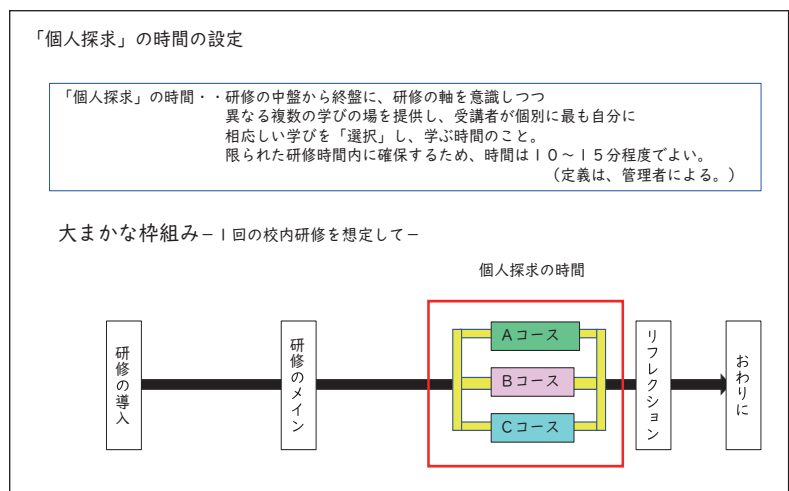 「個人探求」の時間の設定
「個人探求」の時間・・研修の中盤から終盤に、研修の軸を意識しつつ
異なる複数の学びの場を提供し、受講者が個別に最も自分に
相応しい学びを「選択」し、学ぶ時間のこと。
限られた研修時間内に確保するため、時間は１０～１５分程度でよい。
（定義は、管理者による。）
大まかな枠組み－１回の校内研修を想定して－
個人探求の時間
研修の導入
研修のメイン
Ａコース
Ｂコース
Ｃコース
リフレクション
おわりに